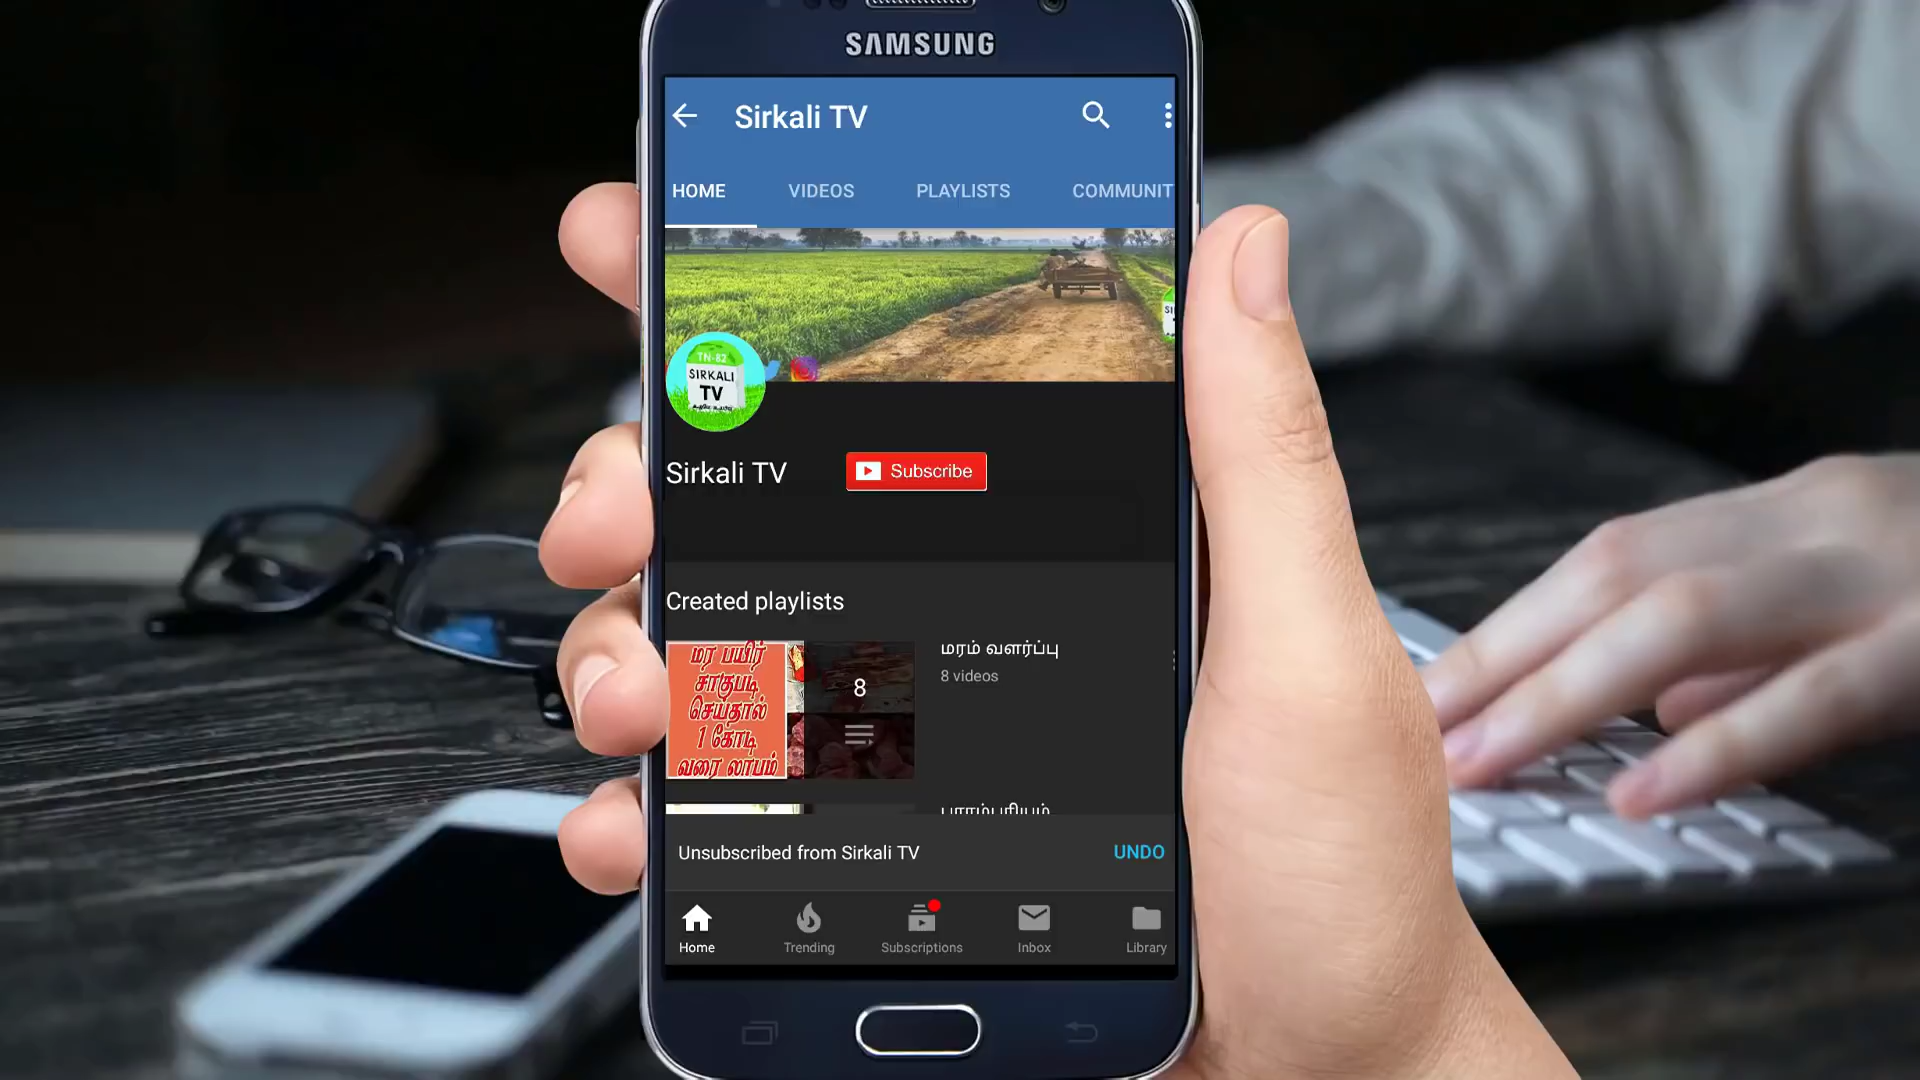 SAMSUNG
Sirkali TV
HOME VIDEOS PLAYLISTS COMMUNIT
TN-82
SIRKALI
TV
Sirkali TV
Subscribe
Created playlists
மர பயிர்
சாகுபடி
செய்தால்
1 கோடி
வரை லாபம்
8
மரம் வளர்ப்பு
8 videos
Unsubscribed from Sirkali TV UNDO
Home Trending Subscriptions Inbox Library